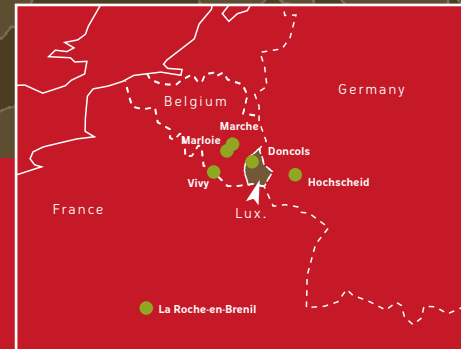 Germany
Belgium
Marche
Marloie
Doncols
Vivy
Hochscheid
France
Lux.
La Roche-en-Brenil